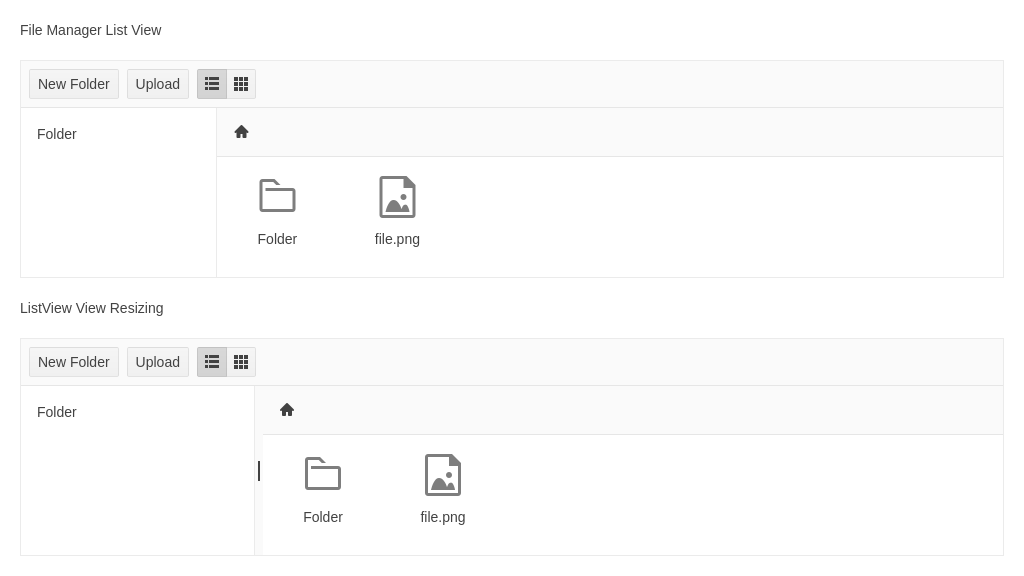 File Manager List View
New Folder Upload
Folder
Folder file.png
ListView View Resizing
New Folder Upload
Folder
Folder file.png